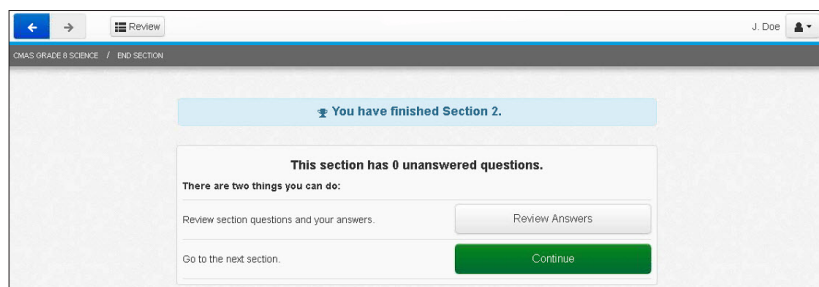 Review
J. Doe
CMAS GRADE 8 SCIENCE / END SECTION
You have finished Section 2.
This section has 0 unanswered questions.
There are two things you can do:
Review section questions and your answers.
Review Answers
Go to the next section.
Continue